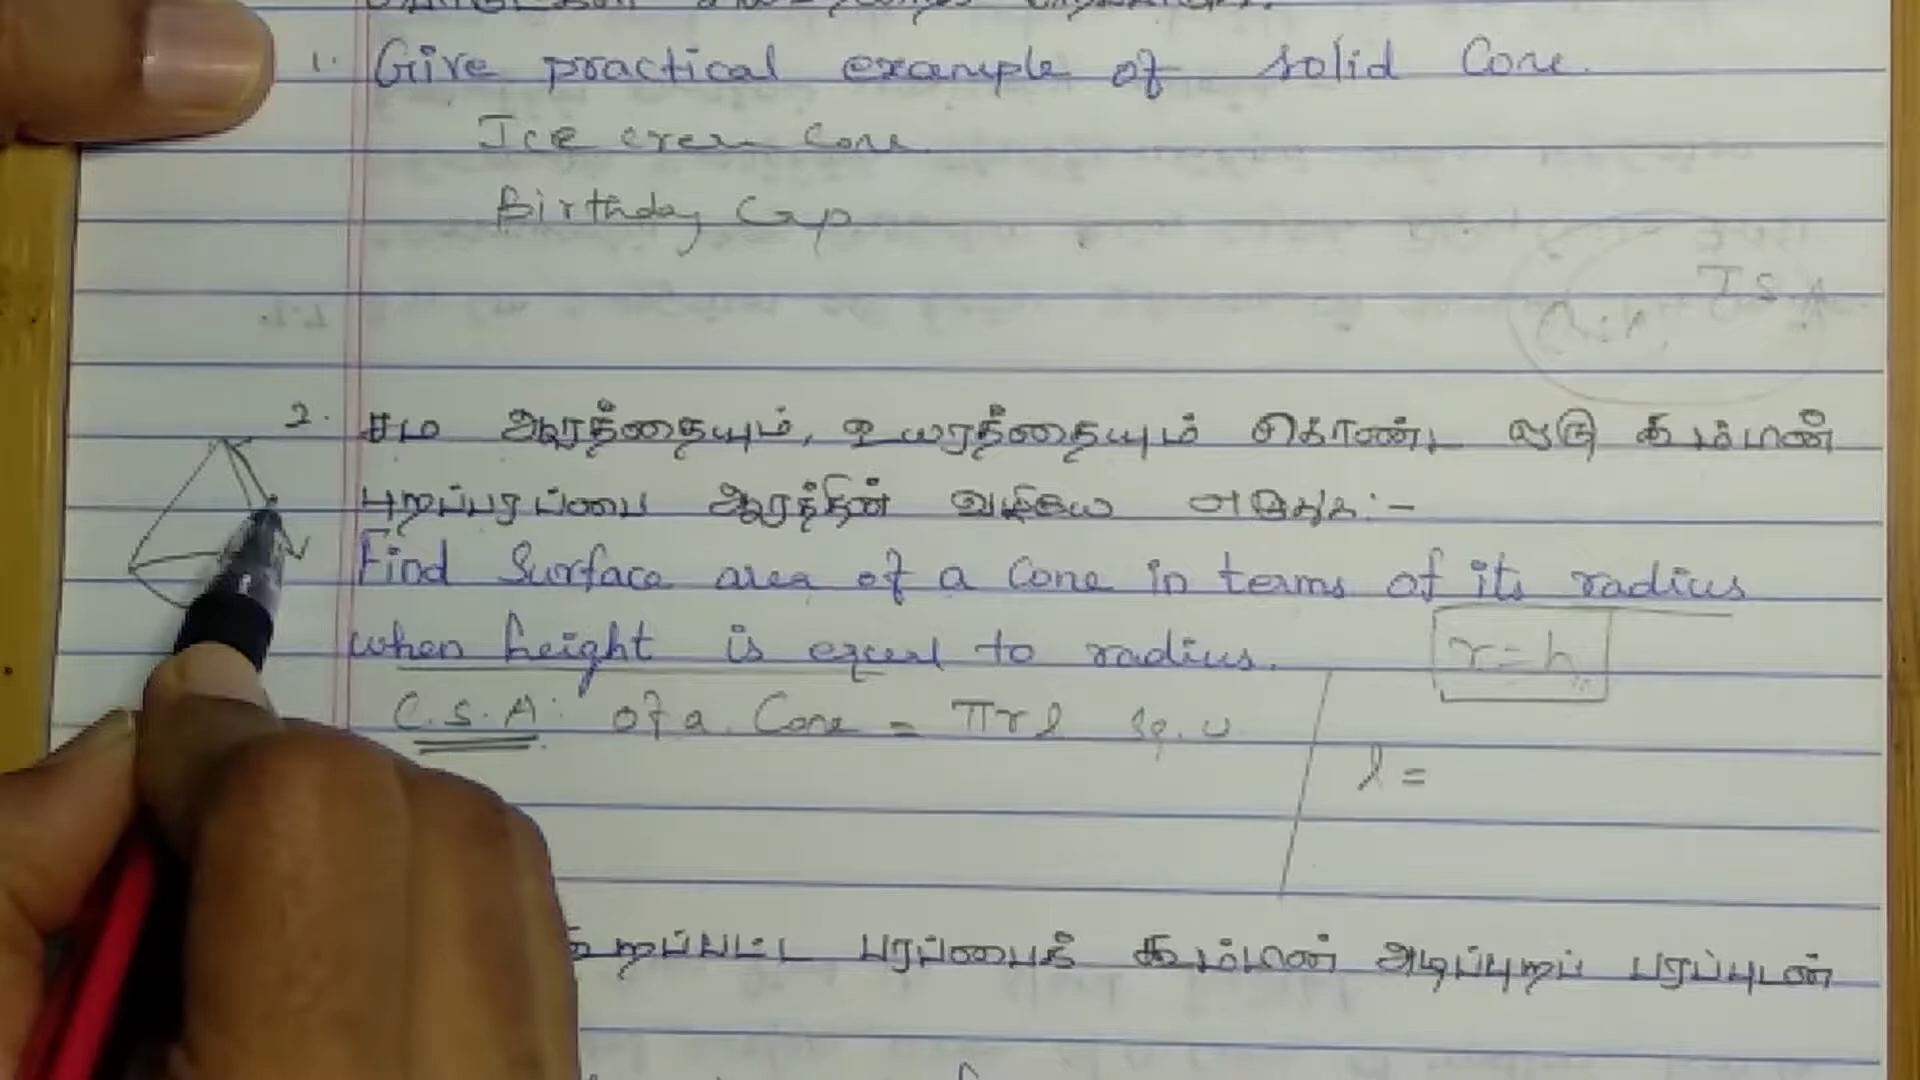 1. Give practical example of solid Cone.
Ice cream Cone
Birthday Cap
T S A
2. சம ஆரத்தையும், உயரத்தையும் கொண்ட ஒரு கூம்பின்
புறப்பரப்பை ஆரத்தின் வழியே அருக:-
Find Surface area of a Cone in terms of its radius
when height is equal to radius.
r = h
C.S.A: of a Cone = πrl sq. u
l =
பரப்பைக் கூம்பின் அடிப்புறப் பரப்புடன்